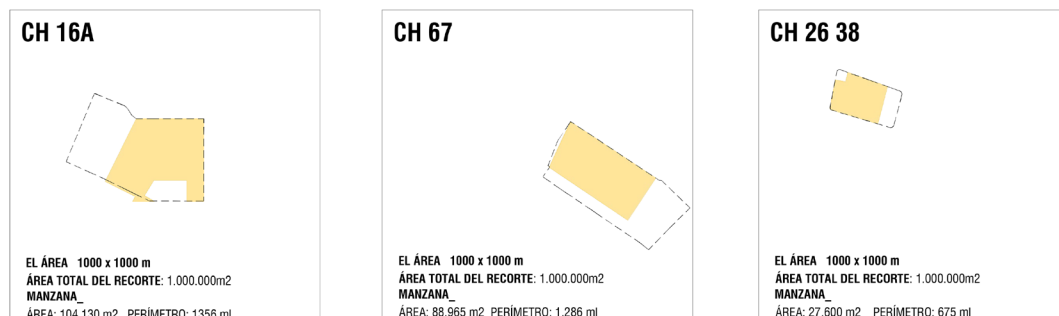 CH 16A
EL ÁREA 1000 x 1000 m
ÁREA TOTAL DEL RECORTE: 1.000.000m2
MANZANA_
ÁREA: 104.130 m2 PERÍMETRO: 1356 ml
CH 67
EL ÁREA 1000 x 1000 m
ÁREA TOTAL DEL RECORTE: 1.000.000m2
MANZANA_
ÁREA: 88.965 m2 PERÍMETRO: 1.286 ml
CH 26 38
EL ÁREA 1000 x 1000 m
ÁREA TOTAL DEL RECORTE: 1.000.000m2
MANZANA_
ÁREA: 27.600 m2 PERÍMETRO: 675 ml